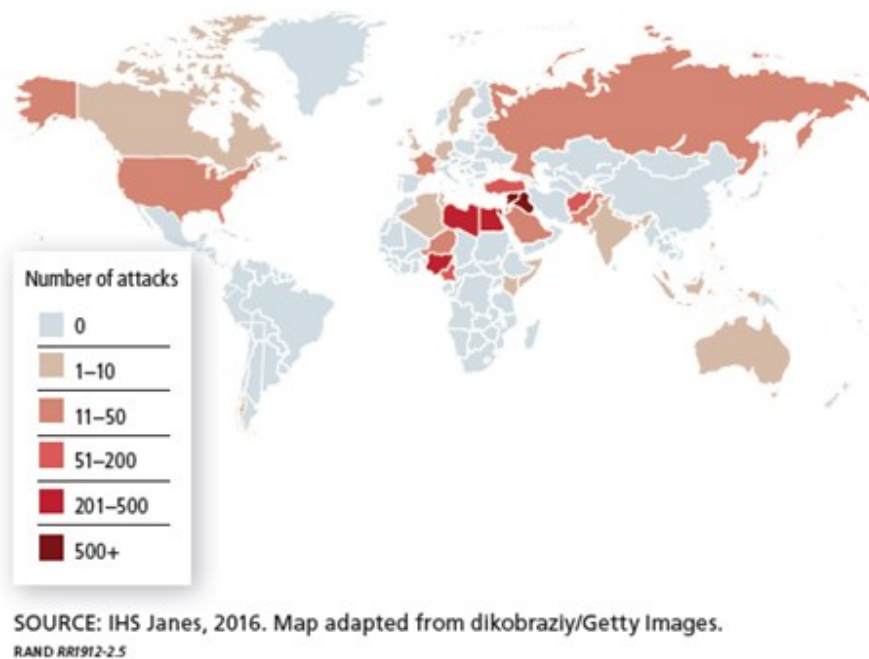 Number of attacks
0
1–10
11–50
51–200
201–500
500+
SOURCE: IHS Janes, 2016. Map adapted from dikobraziy/Getty Images.
RAND RR1912-2.5